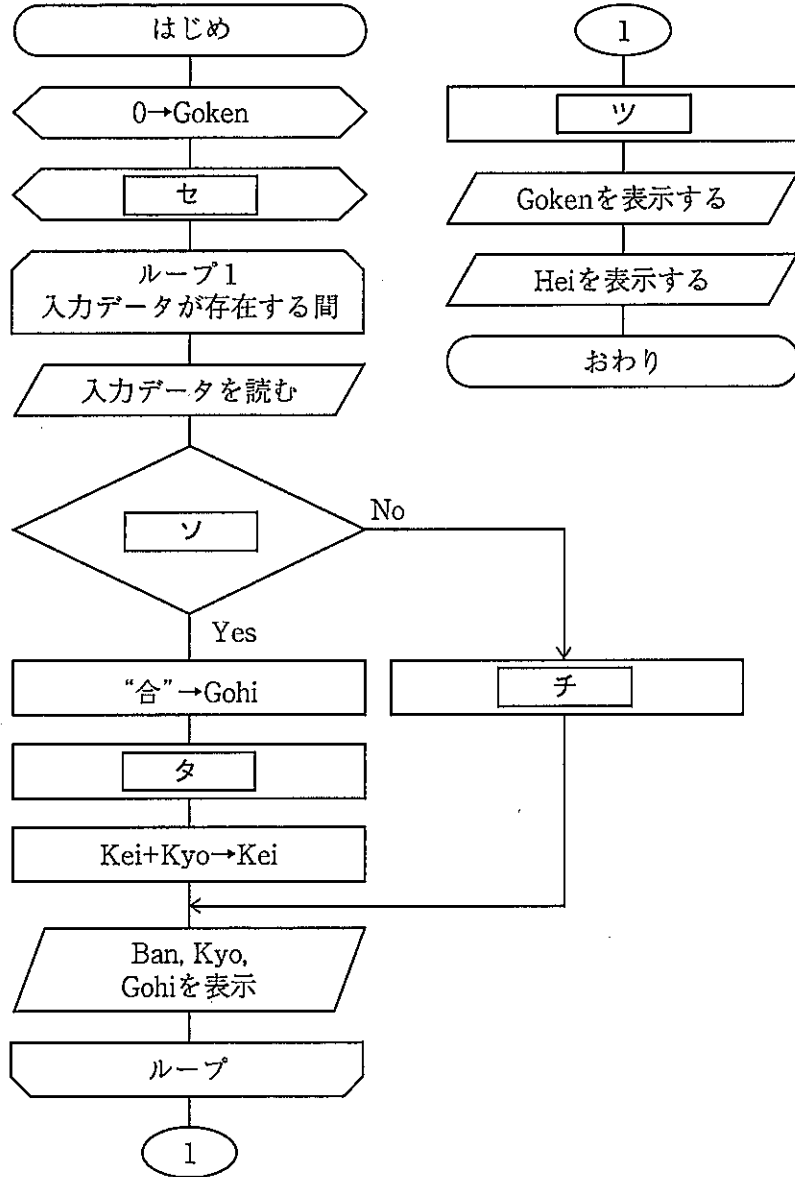 はじめ
0→Goken
セ
ループ1
入力データが存在する間
入力データを読む
ソ
No
Yes
“合”→Gohi
チ
タ
Kei+Kyo→Kei
Ban, Kyo,
Gohiを表示
ループ
1
1
ツ
Gokenを表示する
Heiを表示する
おわり